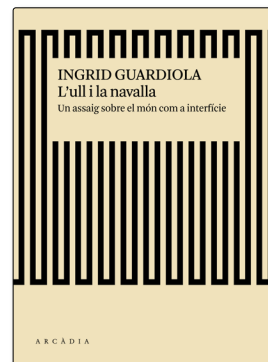 INGRID GUARDIOLA
L'ull i la navalla
Un assaig sobre el món com a interfície
ARCÀDIA